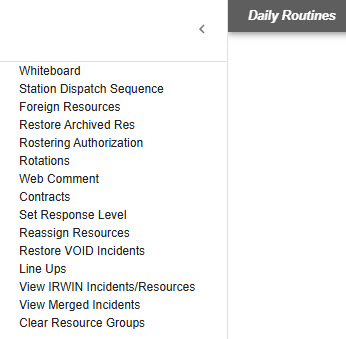 Daily Routines
Whiteboard
Station Dispatch Sequence
Foreign Resources
Restore Archived Res
Rostering Authorization
Rotations
Web Comment
Contracts
Set Response Level
Reassign Resources
Restore VOID Incidents
Line Ups
View IRWIN Incidents/Resources
View Merged Incidents
Clear Resource Groups